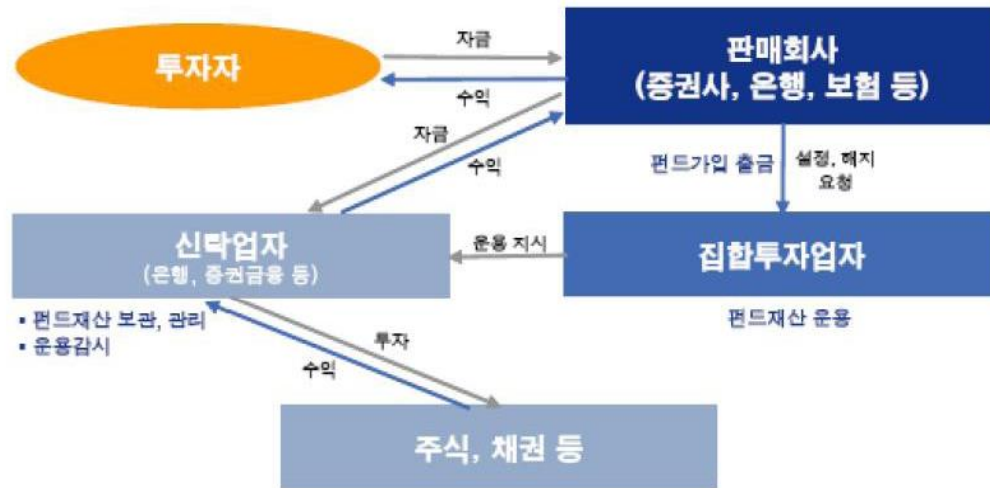 자금
투자자
판매회사
(증권사, 은행, 보험 등)
수익
자금
수익
펀드가입 출금
설정, 해지
요청
신탁업자
(은행, 증권금융 등)
운용 지시
집합투자업자
▪ 펀드재산 보관, 관리
▪ 운용감시
펀드재산 운용
투자
수익
주식, 채권 등